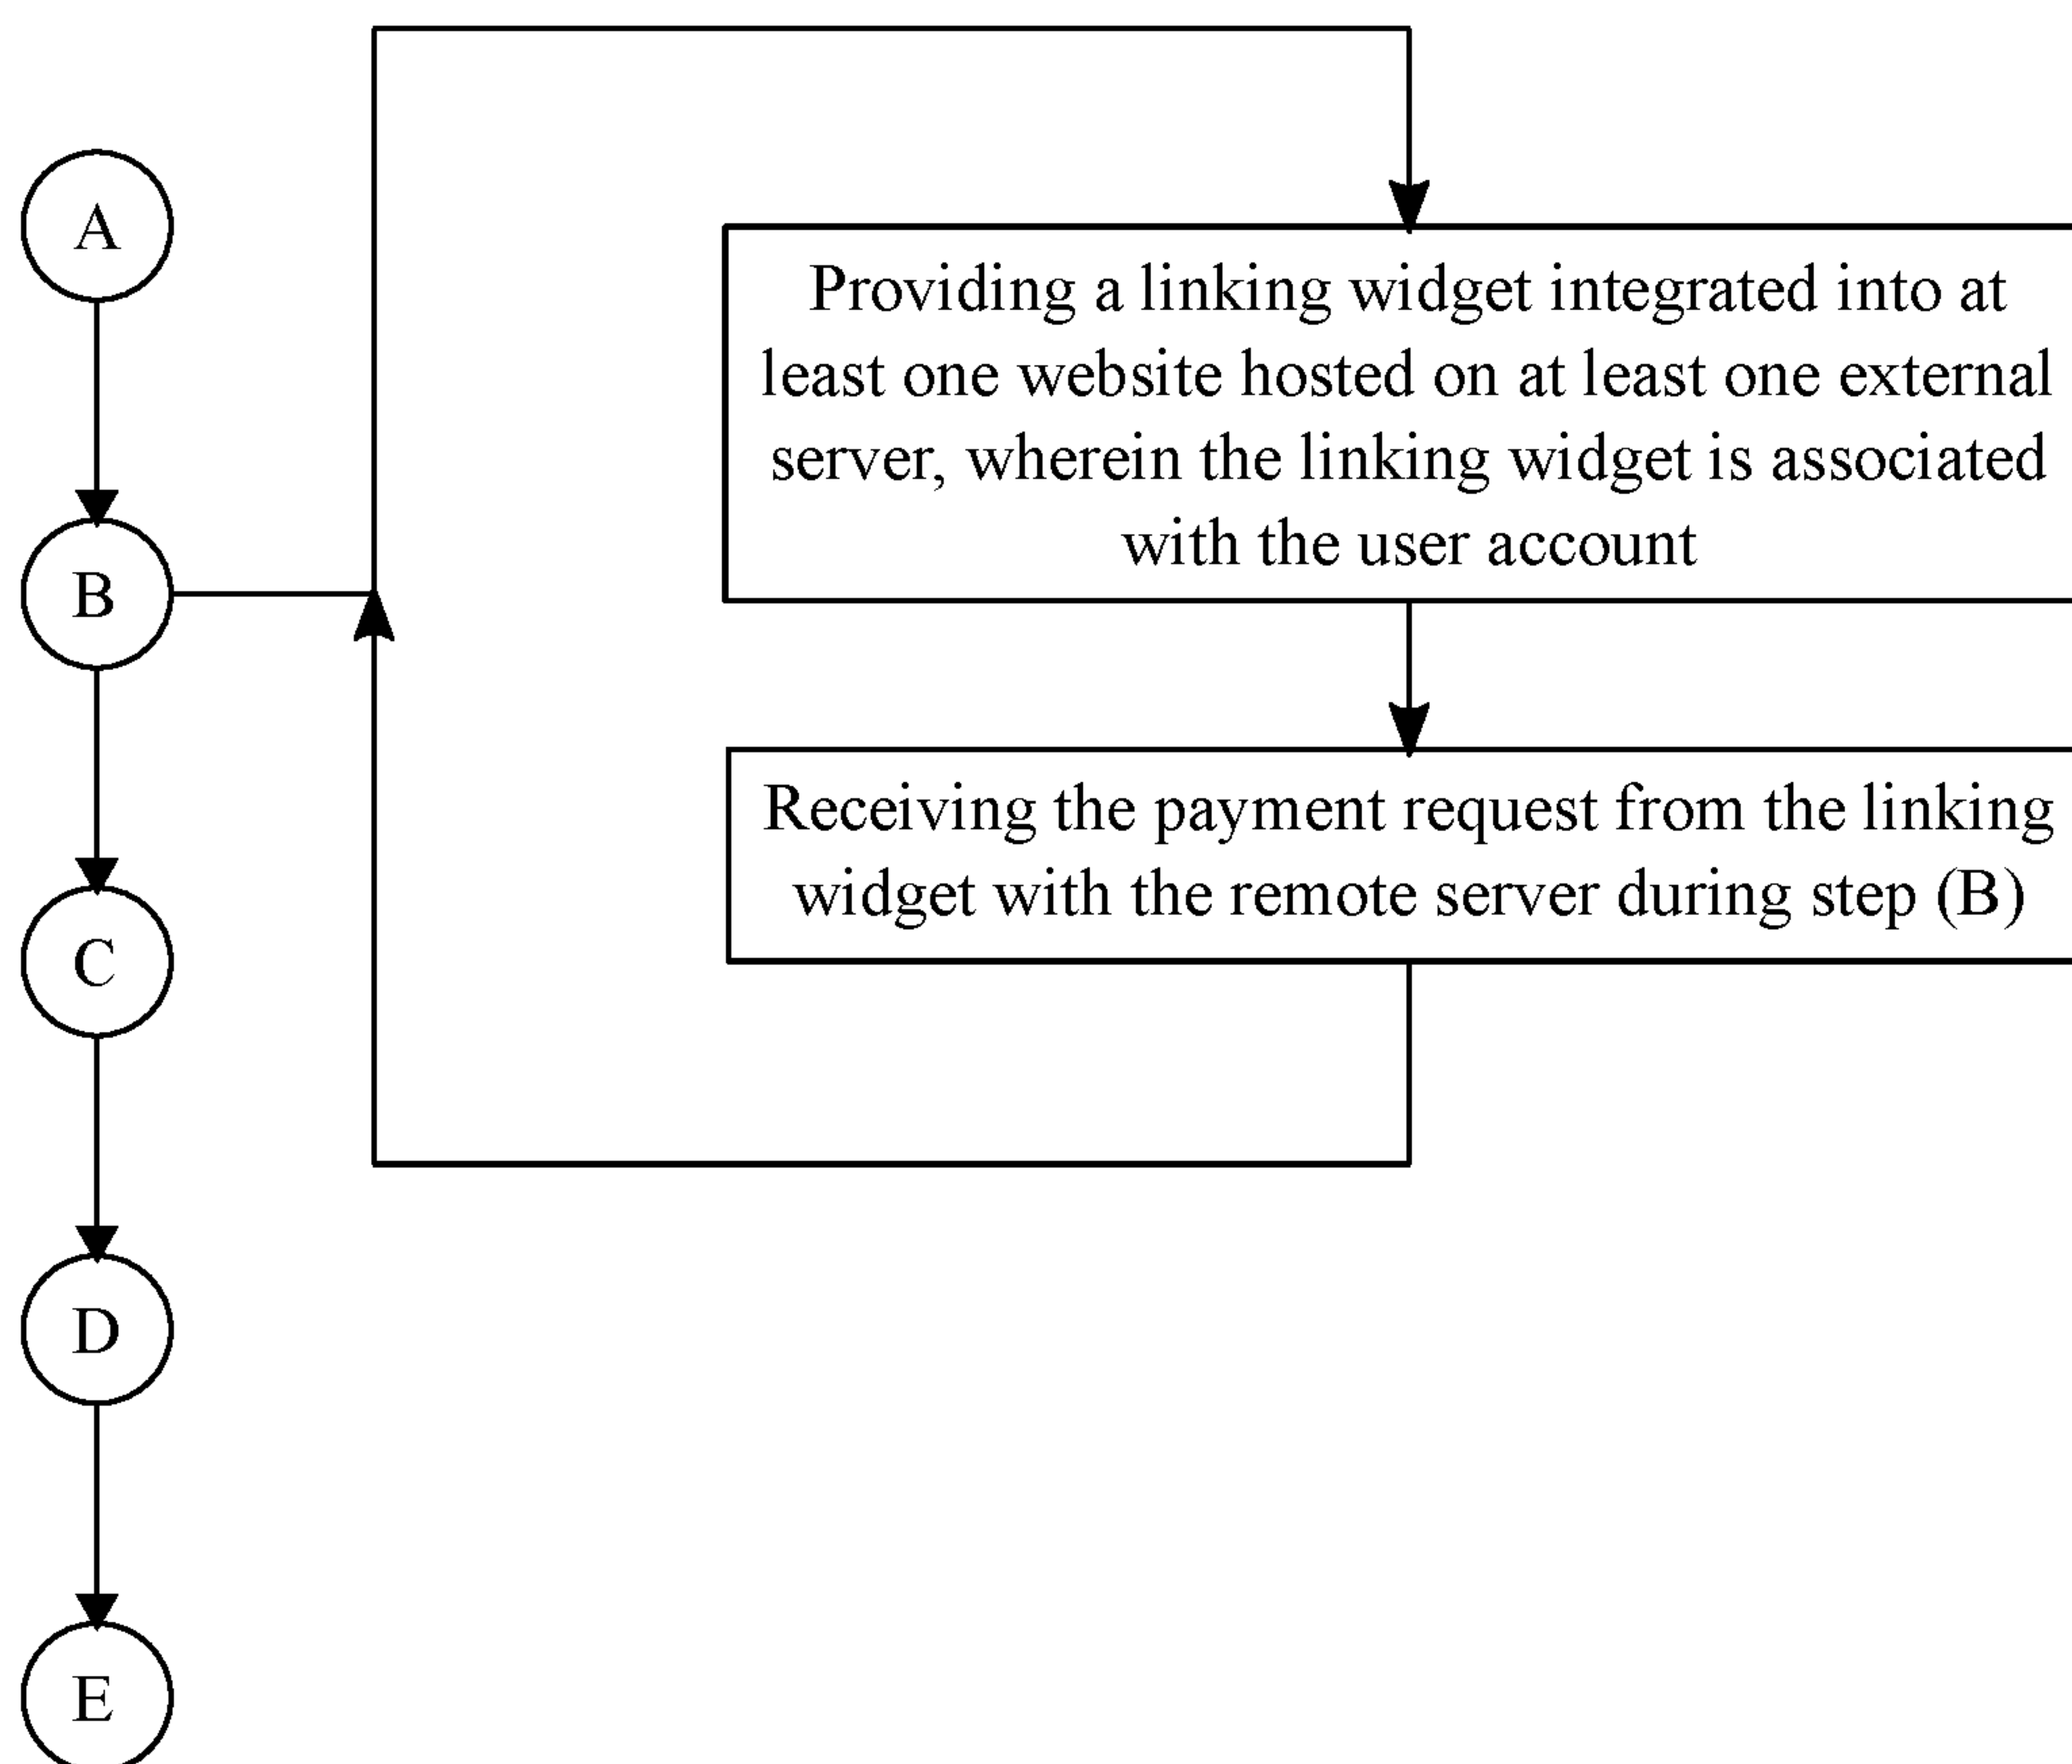 A
B
C
D
E
Providing a linking widget integrated into at
least one website hosted on at least one external
server, wherein the linking widget is associated
with the user account
Receiving the payment request from the linking
widget with the remote server during step (B)